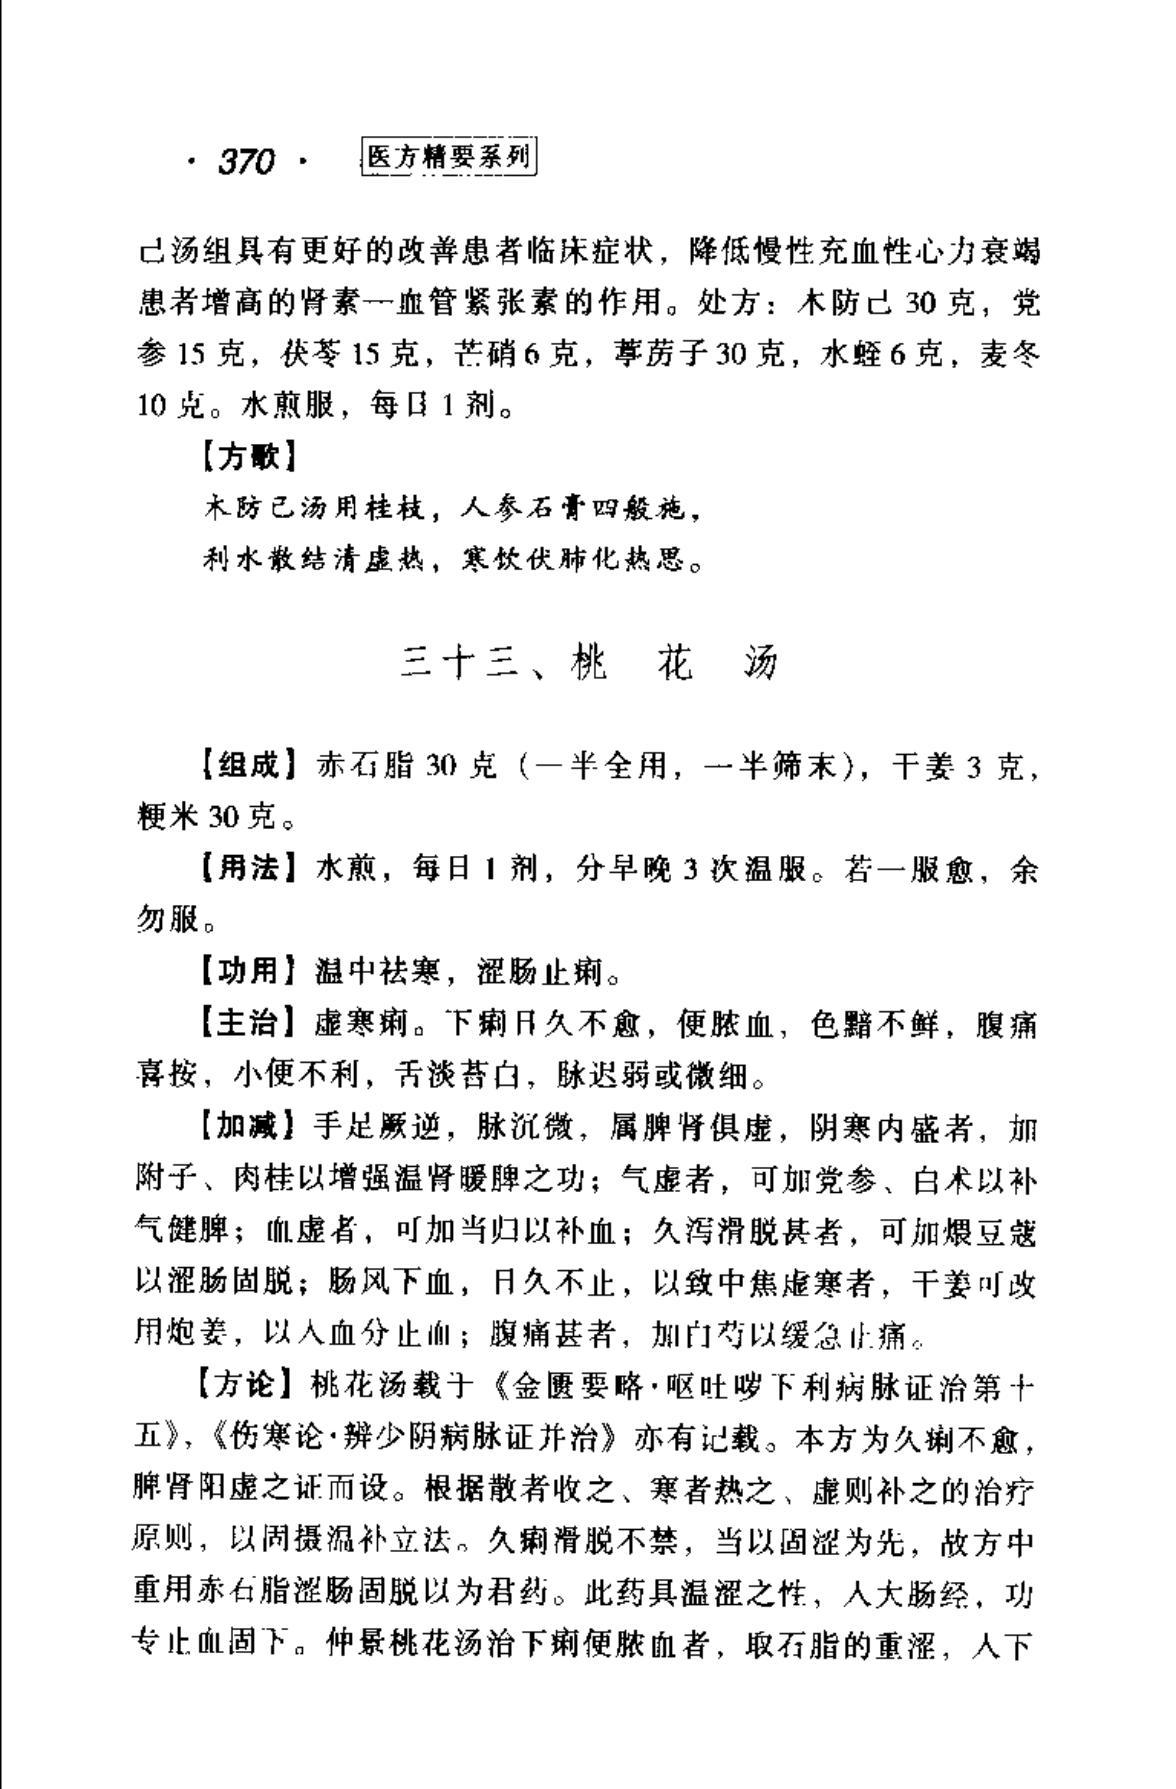 · 370 · 医方精要系列
己汤组具有更好的改善患者临床症状，降低慢性充血性心力衰竭
患者增高的肾素一血管紧张素的作用。处方：木防己 30 克，党
参 15 克，茯苓 15 克，芒硝 6 克，葶苈子 30 克，水蛭 6 克，麦冬
10 克。水煎服，每日 1 剂。
【方歌】
木防己汤用桂枝，人参石膏四般施，
利水散结清虚热，寒饮伏肺化热思。
三十三、桃 花 汤
【组成】赤石脂 30 克（一半全用，一半筛末），干姜 3 克，
粳米 30 克。
【用法】水煎，每日 1 剂，分早晚 3 次温服。若一服愈，余
勿服。
【功用】温中祛寒，涩肠止痢。
【主治】虚寒痢。下痢日久不愈，便脓血，色黯不鲜，腹痛
喜按，小便不利，舌淡苔白，脉迟弱或微细。
【加减】手足厥逆，脉沉微，属脾肾俱虚，阴寒内盛者，加
附子、肉桂以增强温肾暖脾之功；气虚者，可加党参、白术以补
气健脾；血虚者，可加当归以补血；久泻滑脱甚者，可加煨豆蔻
以涩肠固脱；肠风下血，日久不止，以致中焦虚寒者，干姜可改
用炮姜，以入血分止血；腹痛甚者，加白芍以缓急止痛。
【方论】桃花汤载于《金匮要略·呕吐哕下利病脉证治第十
五》，《伤寒论·辨少阴病脉证并治》亦有记载。本方为久痢不愈，
脾肾阳虚之证而设。根据散者收之、寒者热之、虚则补之的治疗
原则，以固摄温补立法。久痢滑脱不禁，当以固涩为先，故方中
重用赤石脂涩肠固脱以为君药。此药具温涩之性，入大肠经，功
专止血固下。仲景桃花汤治下痢便脓血者，取石脂的重涩，入下